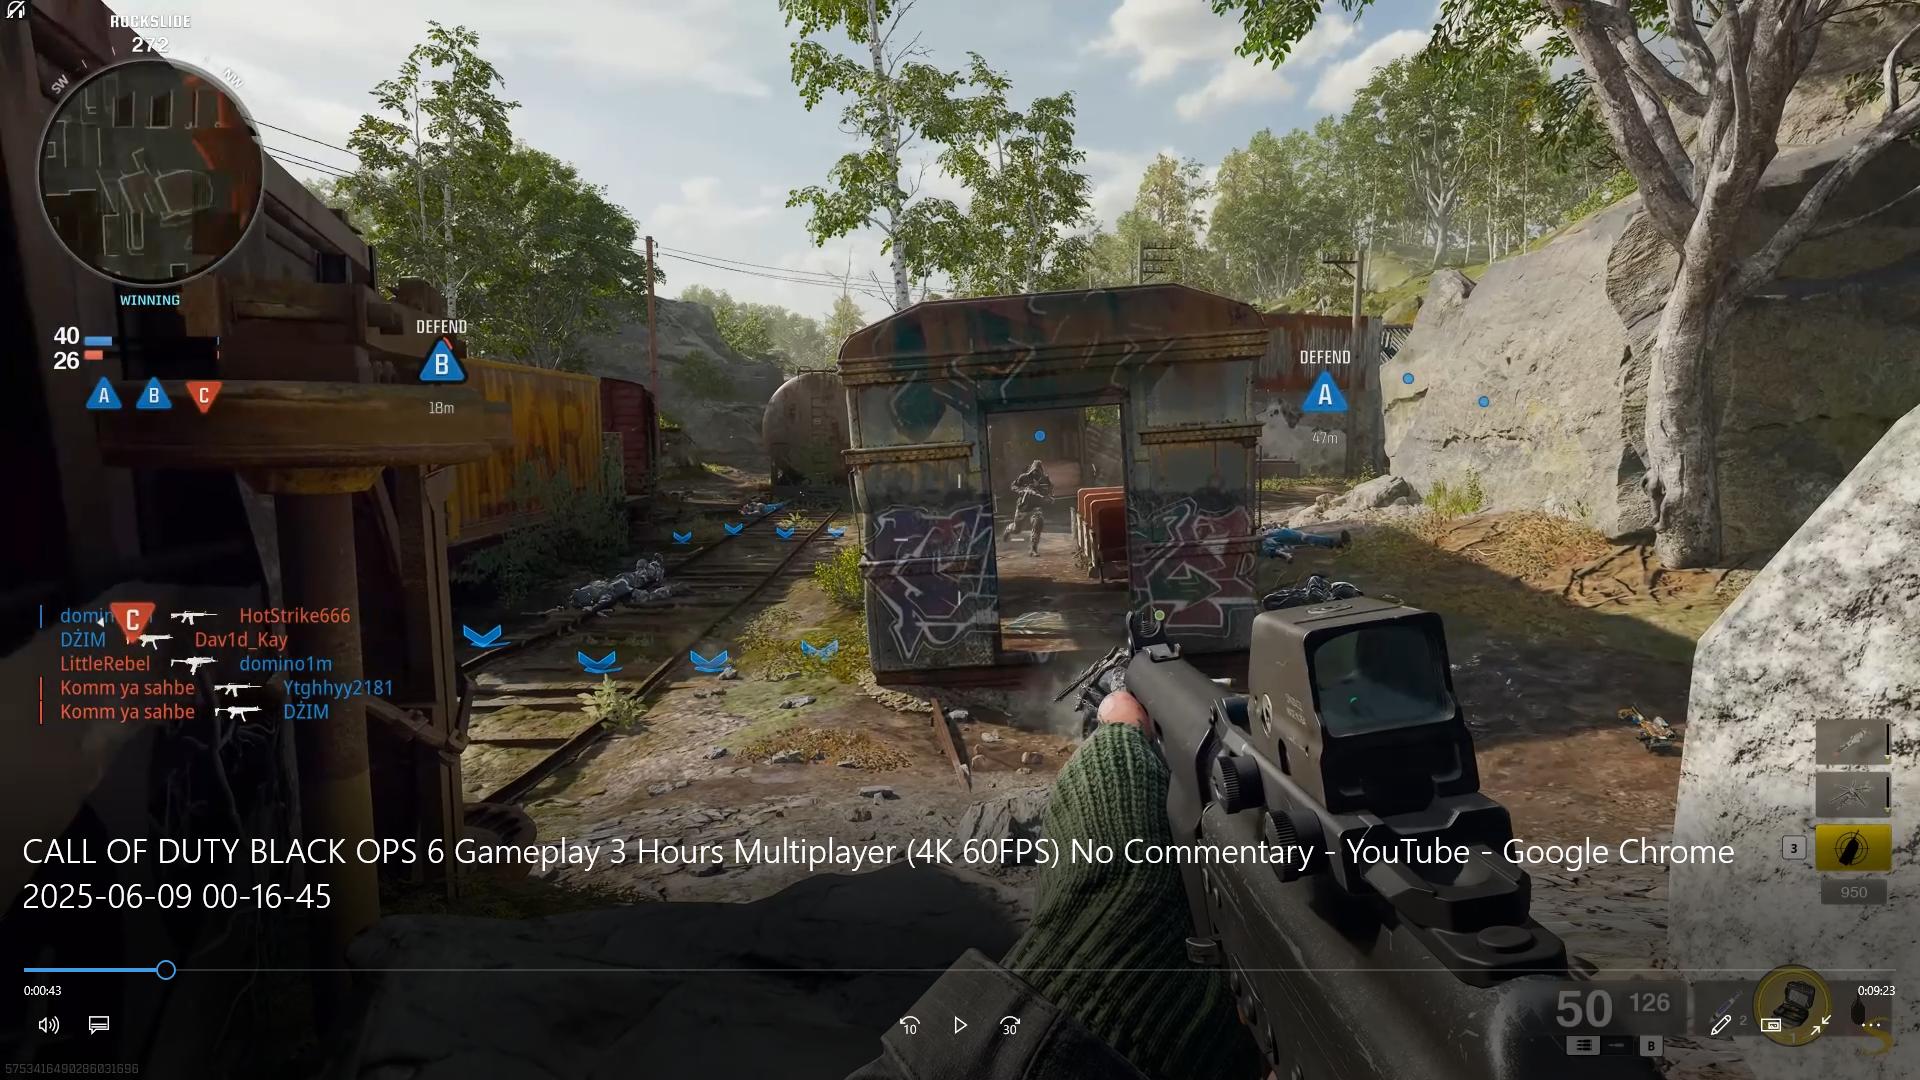 ROCKSLIDE
272
SW
NW
WINNING
40
26
A B C
DEFEND
B
18m
DEFEND
A
47m
C
domin HotStrike666
DŻIM Dav1d_Kay
LittleRebel domino1m
Komm ya sahbe Ytghhyy2181
Komm ya sahbe DŻIM
3
950
CALL OF DUTY BLACK OPS 6 Gameplay 3 Hours Multiplayer (4K 60FPS) No Commentary - YouTube - Google Chrome
2025-06-09 00-16-45
0:00:43
0:09:23
10
30
50 126
2
B
1
5753416490286031696